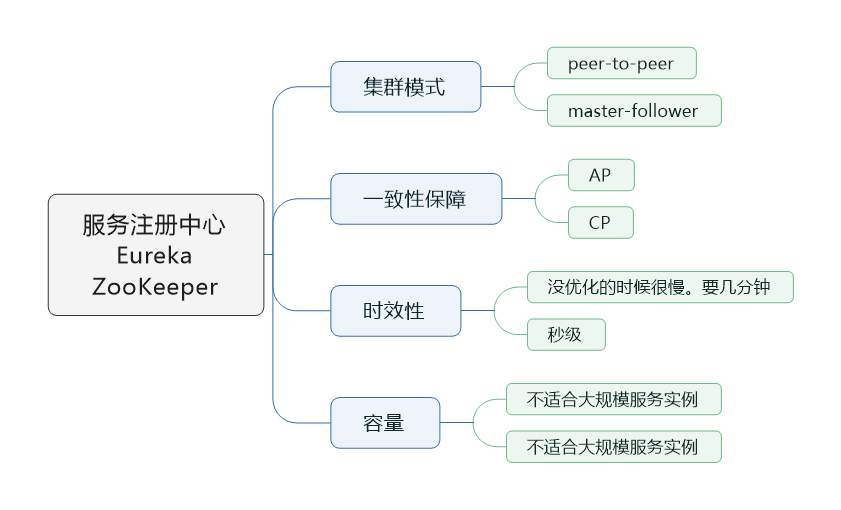 服务注册中心
Eureka
ZooKeeper
集群模式
peer-to-peer
master-follower
一致性保障
AP
CP
时效性
没优化的时候很慢。要几分钟
秒级
容量
不适合大规模服务实例
不适合大规模服务实例